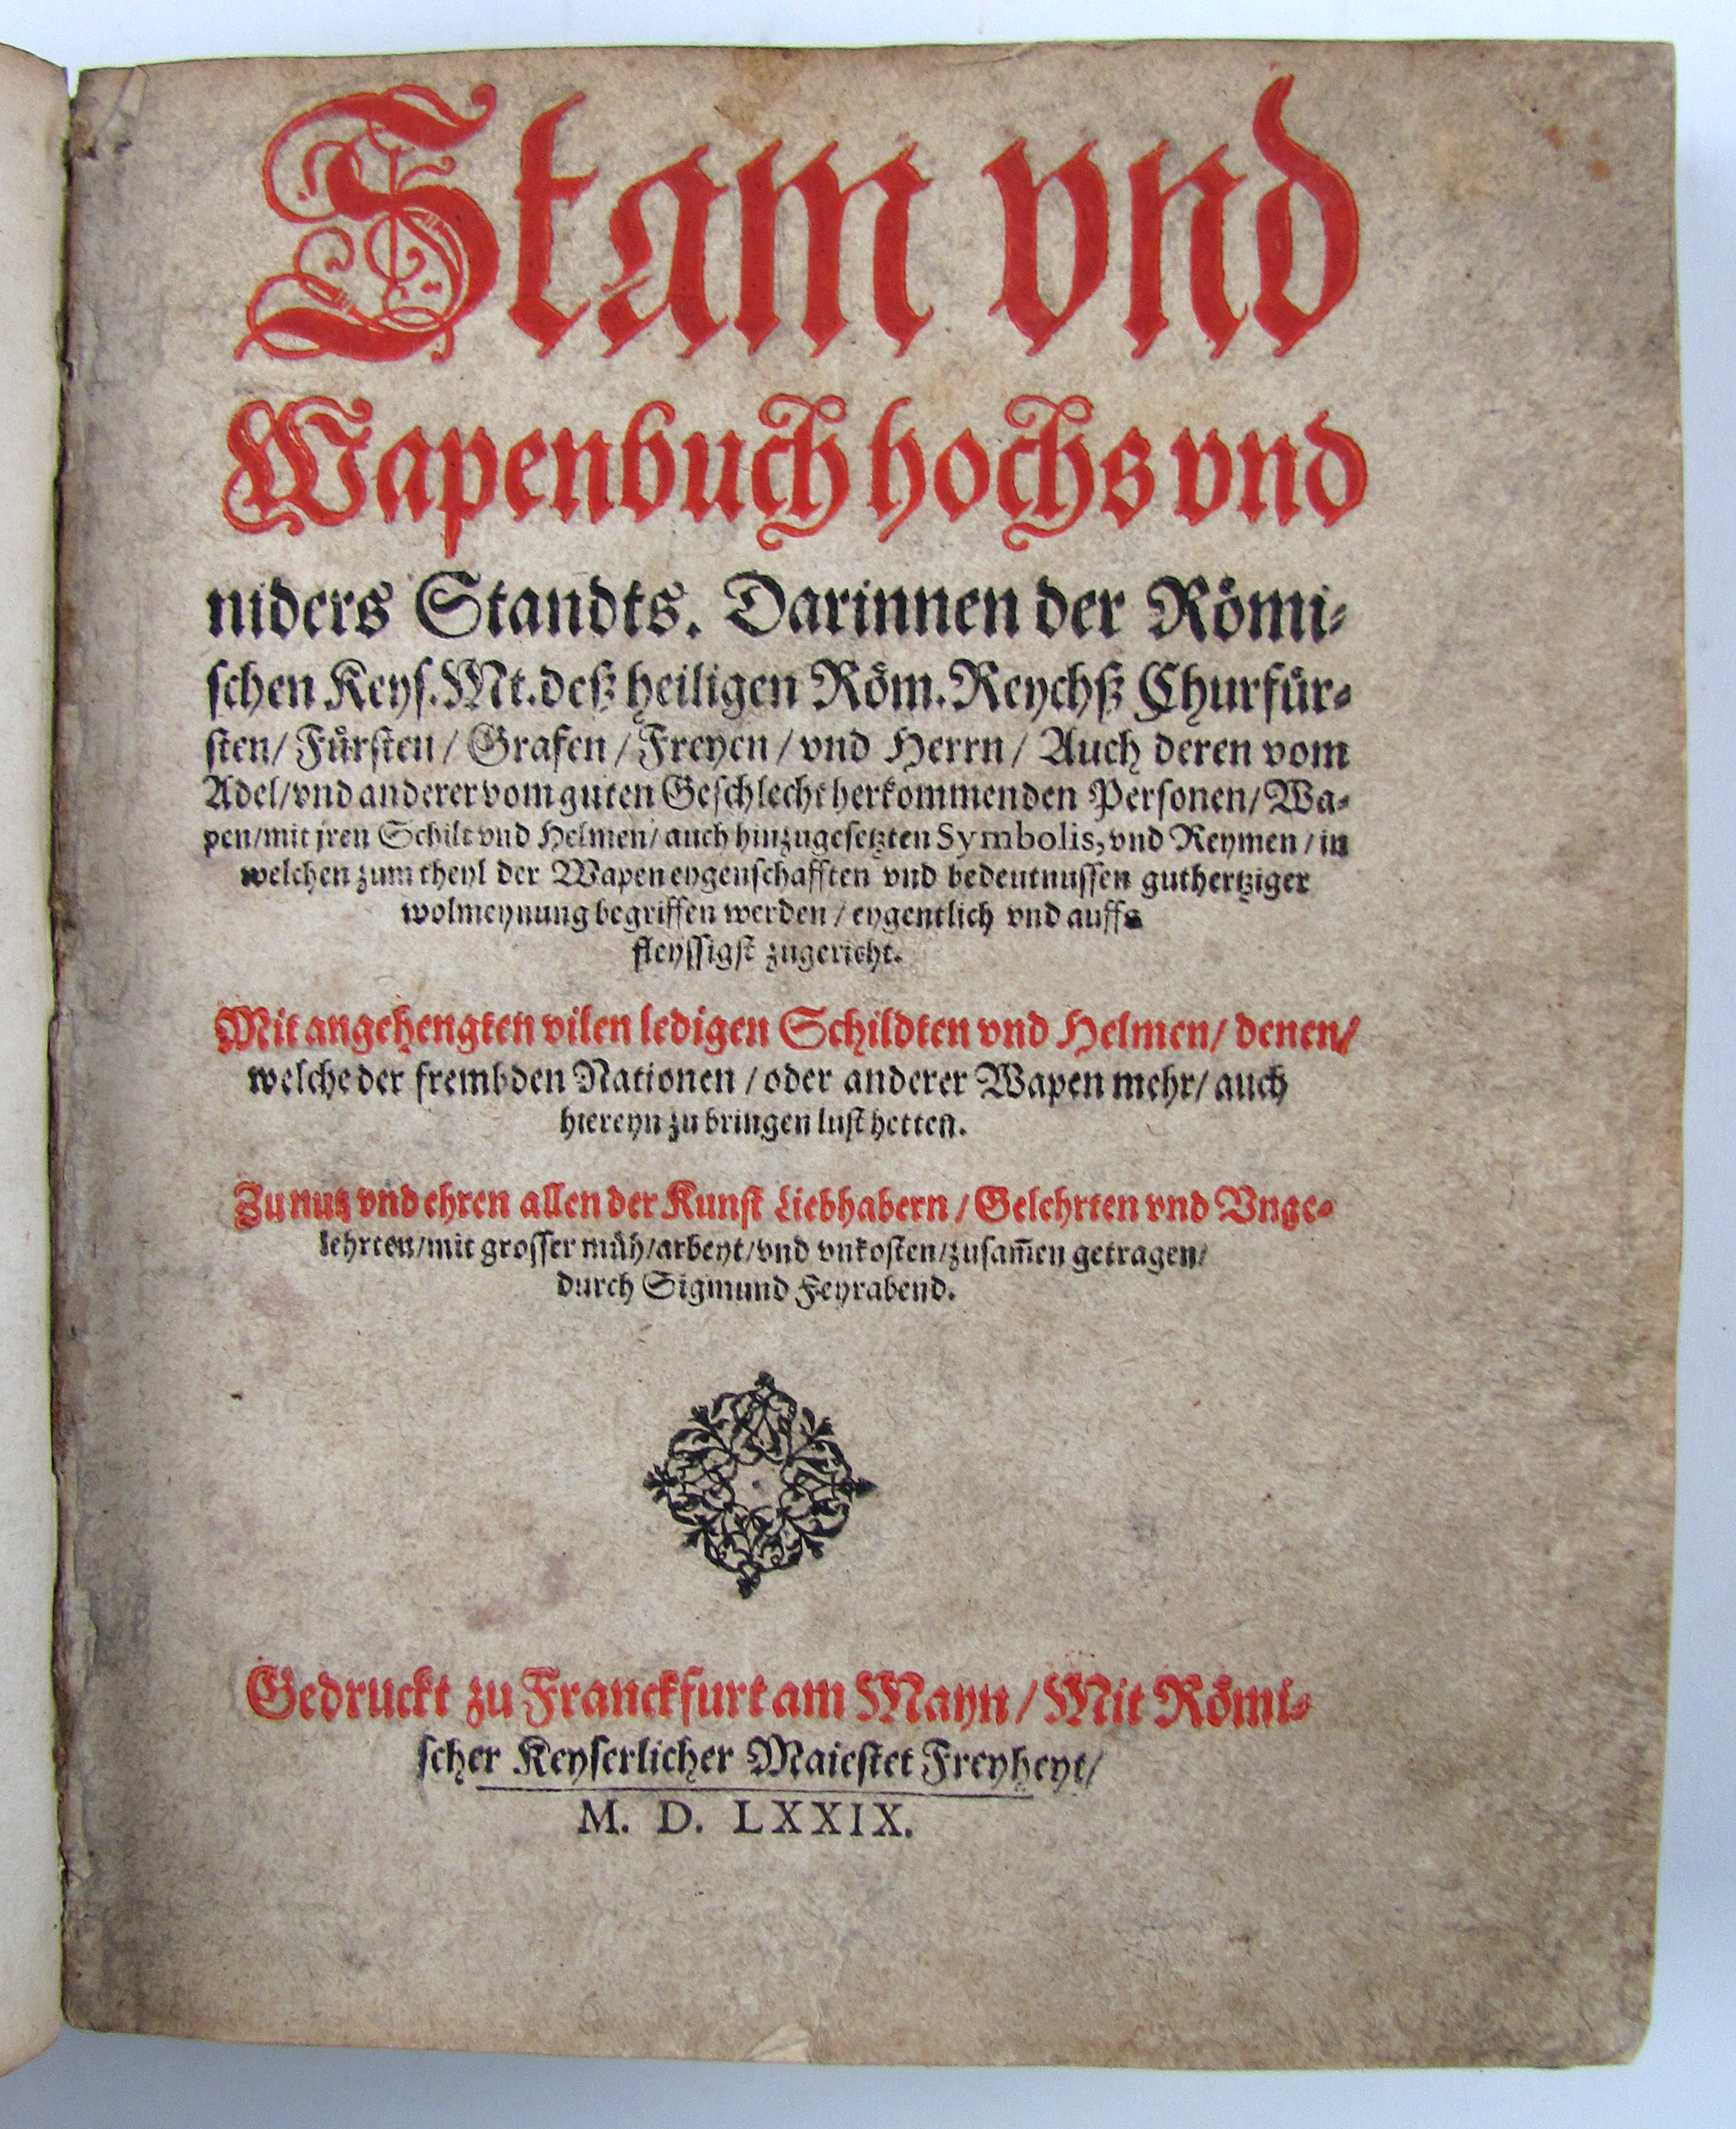 Stam vnd
Wapenbuch hochs vnd
niders Standts. Darinnen der Römi-
schen Keys. Mt. deß heiligen Röm. Reychß Churfür-
sten/ Fürsten/ Grafen/ Freyen/ vnd Herrn/ Auch deren vom
Adel/ vnd anderer vom guten Geschlecht herkommenden Personen/ Wa-
pen/ mit jren Schilt vnd Helmen/ auch hinzugesetzten Symbolis, vnd Reymen/ in
welchen zum theyl der Wapen eygenschafften vnd bedeutnussen guthertziger
wolmeynung begriffen werden/ eygentlich vnd auffs
fleyssigst zugericht.
Mit angehengten vilen ledigen Schildten vnd Helmen/ denen/
welche der frembden Nationen/ oder anderer Wapen mehr/ auch
hiereyn zu bringen lust hetten.
Zu nutz vnd ehren allen der Kunst Liebhabern/ Gelehrten vnd Vnge-
lehrten/ mit grosser müh/ arbeyt/ vnd vnkosten/ zusam̃en getragen/
durch Sigmund Feyrabend.
Gedruckt zu Franckfurt am Mayn/ Mit Römi-
scher Keyserlicher Maiestet Freyheyt/
M. D. LXXIX.